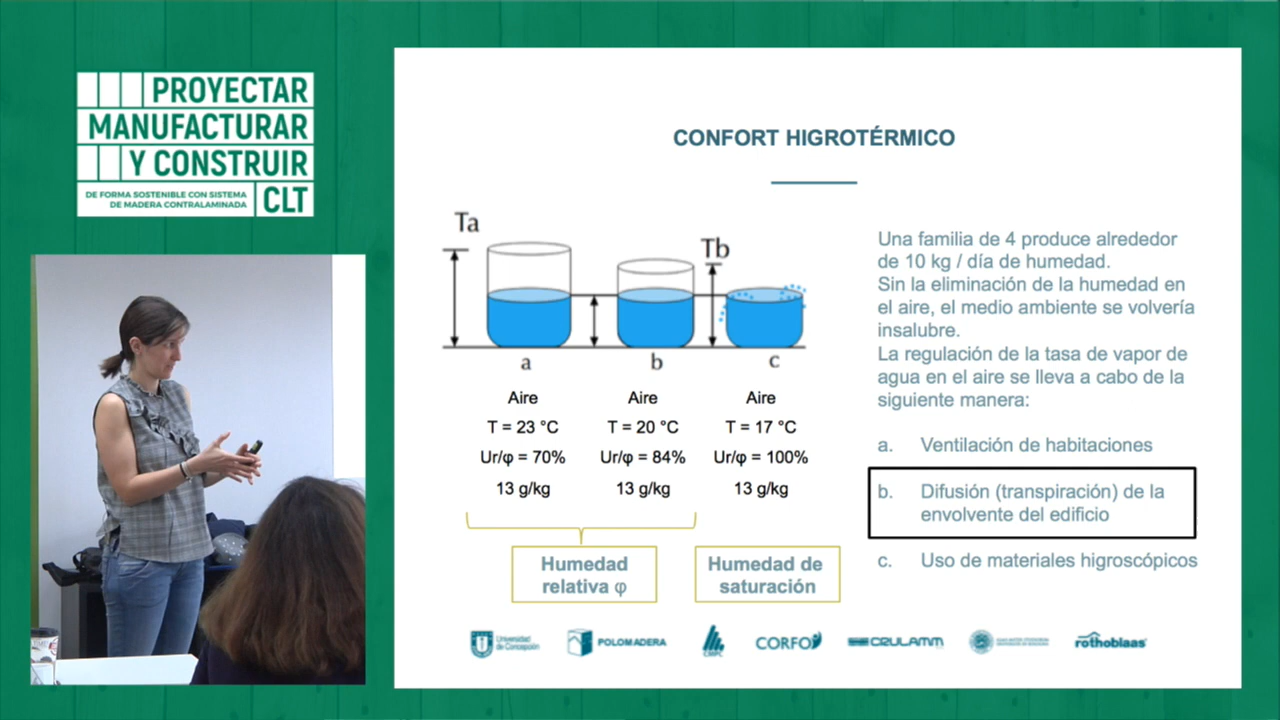 PROYECTAR
MANUFACTURAR
Y CONSTRUIR
DE FORMA SOSTENIBLE CON SISTEMA
DE MADERA CONTRALAMINADA
CLT
CONFORT HIGROTÉRMICO
Ta
Tb
a
b
c
Aire
T = 23 °C
Ur/φ = 70%
13 g/kg
Aire
T = 20 °C
Ur/φ = 84%
13 g/kg
Aire
T = 17 °C
Ur/φ = 100%
13 g/kg
Humedad
relativa φ
Humedad de
saturación
Una familia de 4 produce alrededor
de 10 kg / día de humedad.
Sin la eliminación de la humedad en
el aire, el medio ambiente se volvería
insalubre.
La regulación de la tasa de vapor de
agua en el aire se lleva a cabo de la
siguiente manera:
a. Ventilación de habitaciones
b. Difusión (transpiración) de la
envolvente del edificio
c. Uso de materiales higroscópicos
Universidad
de Concepción
POLOMADERA
CORFO
CRULAMM
rothoblaas